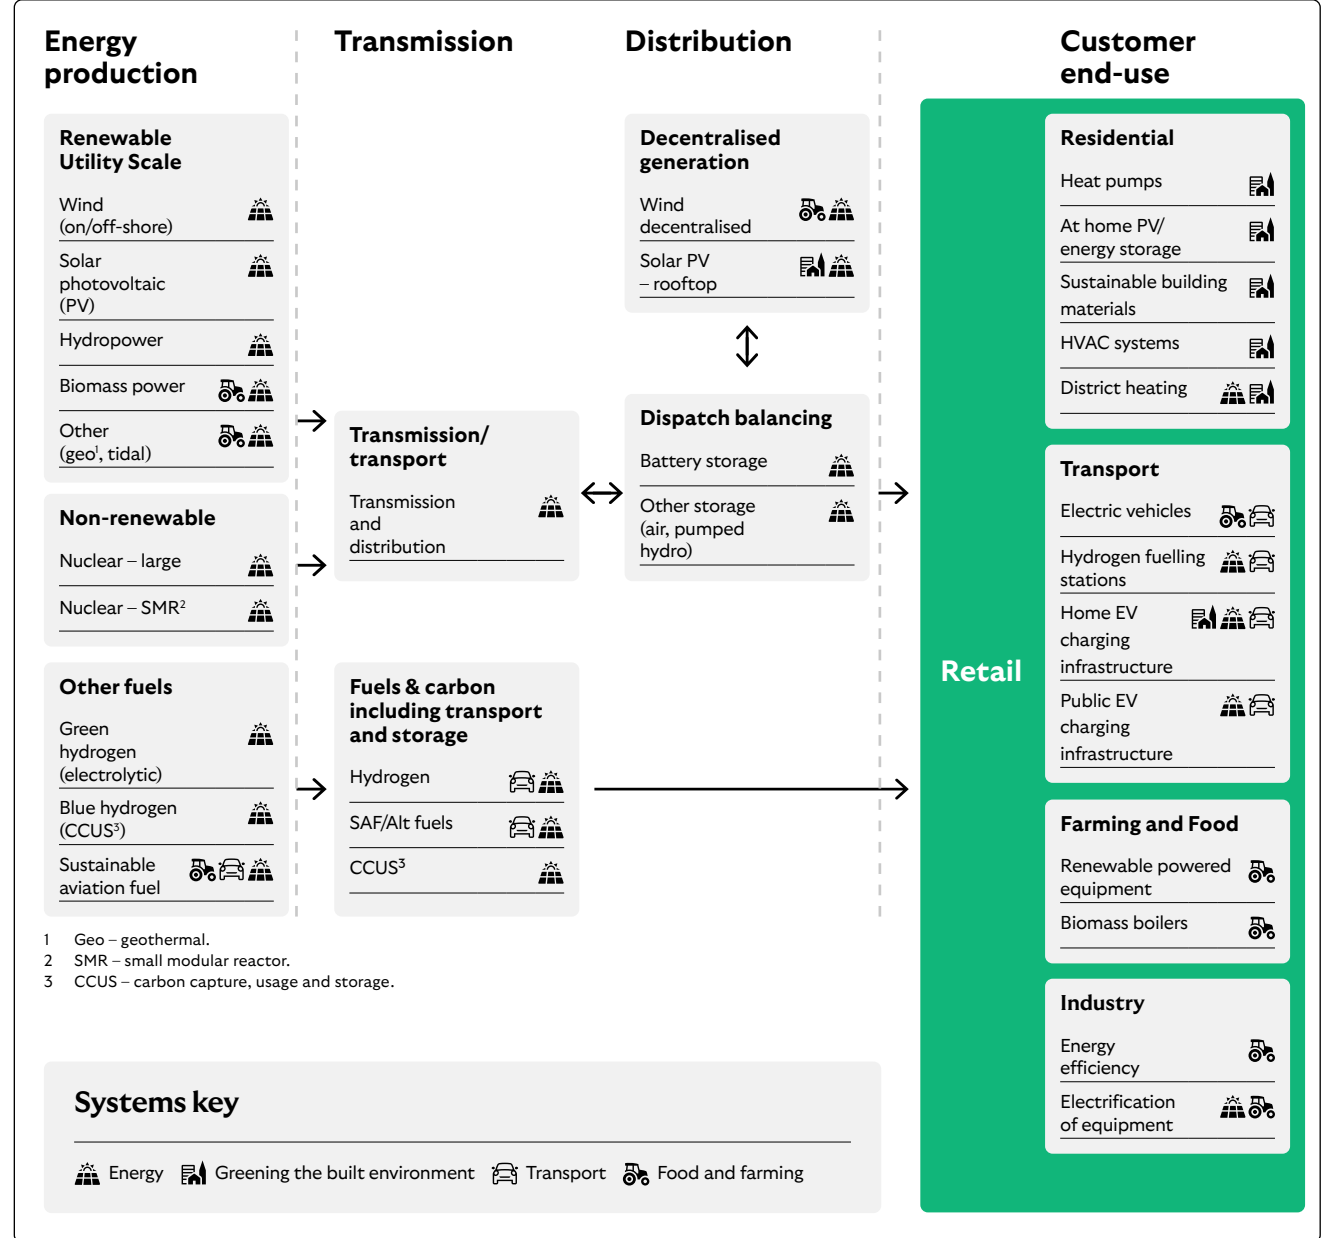 Energy
production
Transmission
Distribution
Customer
end-use
Renewable
Utility Scale
Wind
(on/off-shore)
Solar
photovoltaic
(PV)
Hydropower
Biomass power
Other
(geo¹, tidal)
Non-renewable
Nuclear – large
Nuclear – SMR²
Other fuels
Green
hydrogen
(electrolytic)
Blue hydrogen
(CCUS³)
Sustainable
aviation fuel
Transmission/
transport
Transmission
and
distribution
Fuels & carbon
including transport
and storage
Hydrogen
SAF/Alt fuels
CCUS³
Decentralised
generation
Wind
decentralised
Solar PV
– rooftop
Dispatch balancing
Battery storage
Other storage
(air, pumped
hydro)
Retail
Residential
Heat pumps
At home PV/
energy storage
Sustainable building
materials
HVAC systems
District heating
Transport
Electric vehicles
Hydrogen fuelling
stations
Home EV
charging
infrastructure
Public EV
charging
infrastructure
Farming and Food
Renewable powered
equipment
Biomass boilers
Industry
Energy
efficiency
Electrification
of equipment
1 Geo – geothermal.
2 SMR – small modular reactor.
3 CCUS – carbon capture, usage and storage.
Systems key
Energy Greening the built environment Transport Food and farming